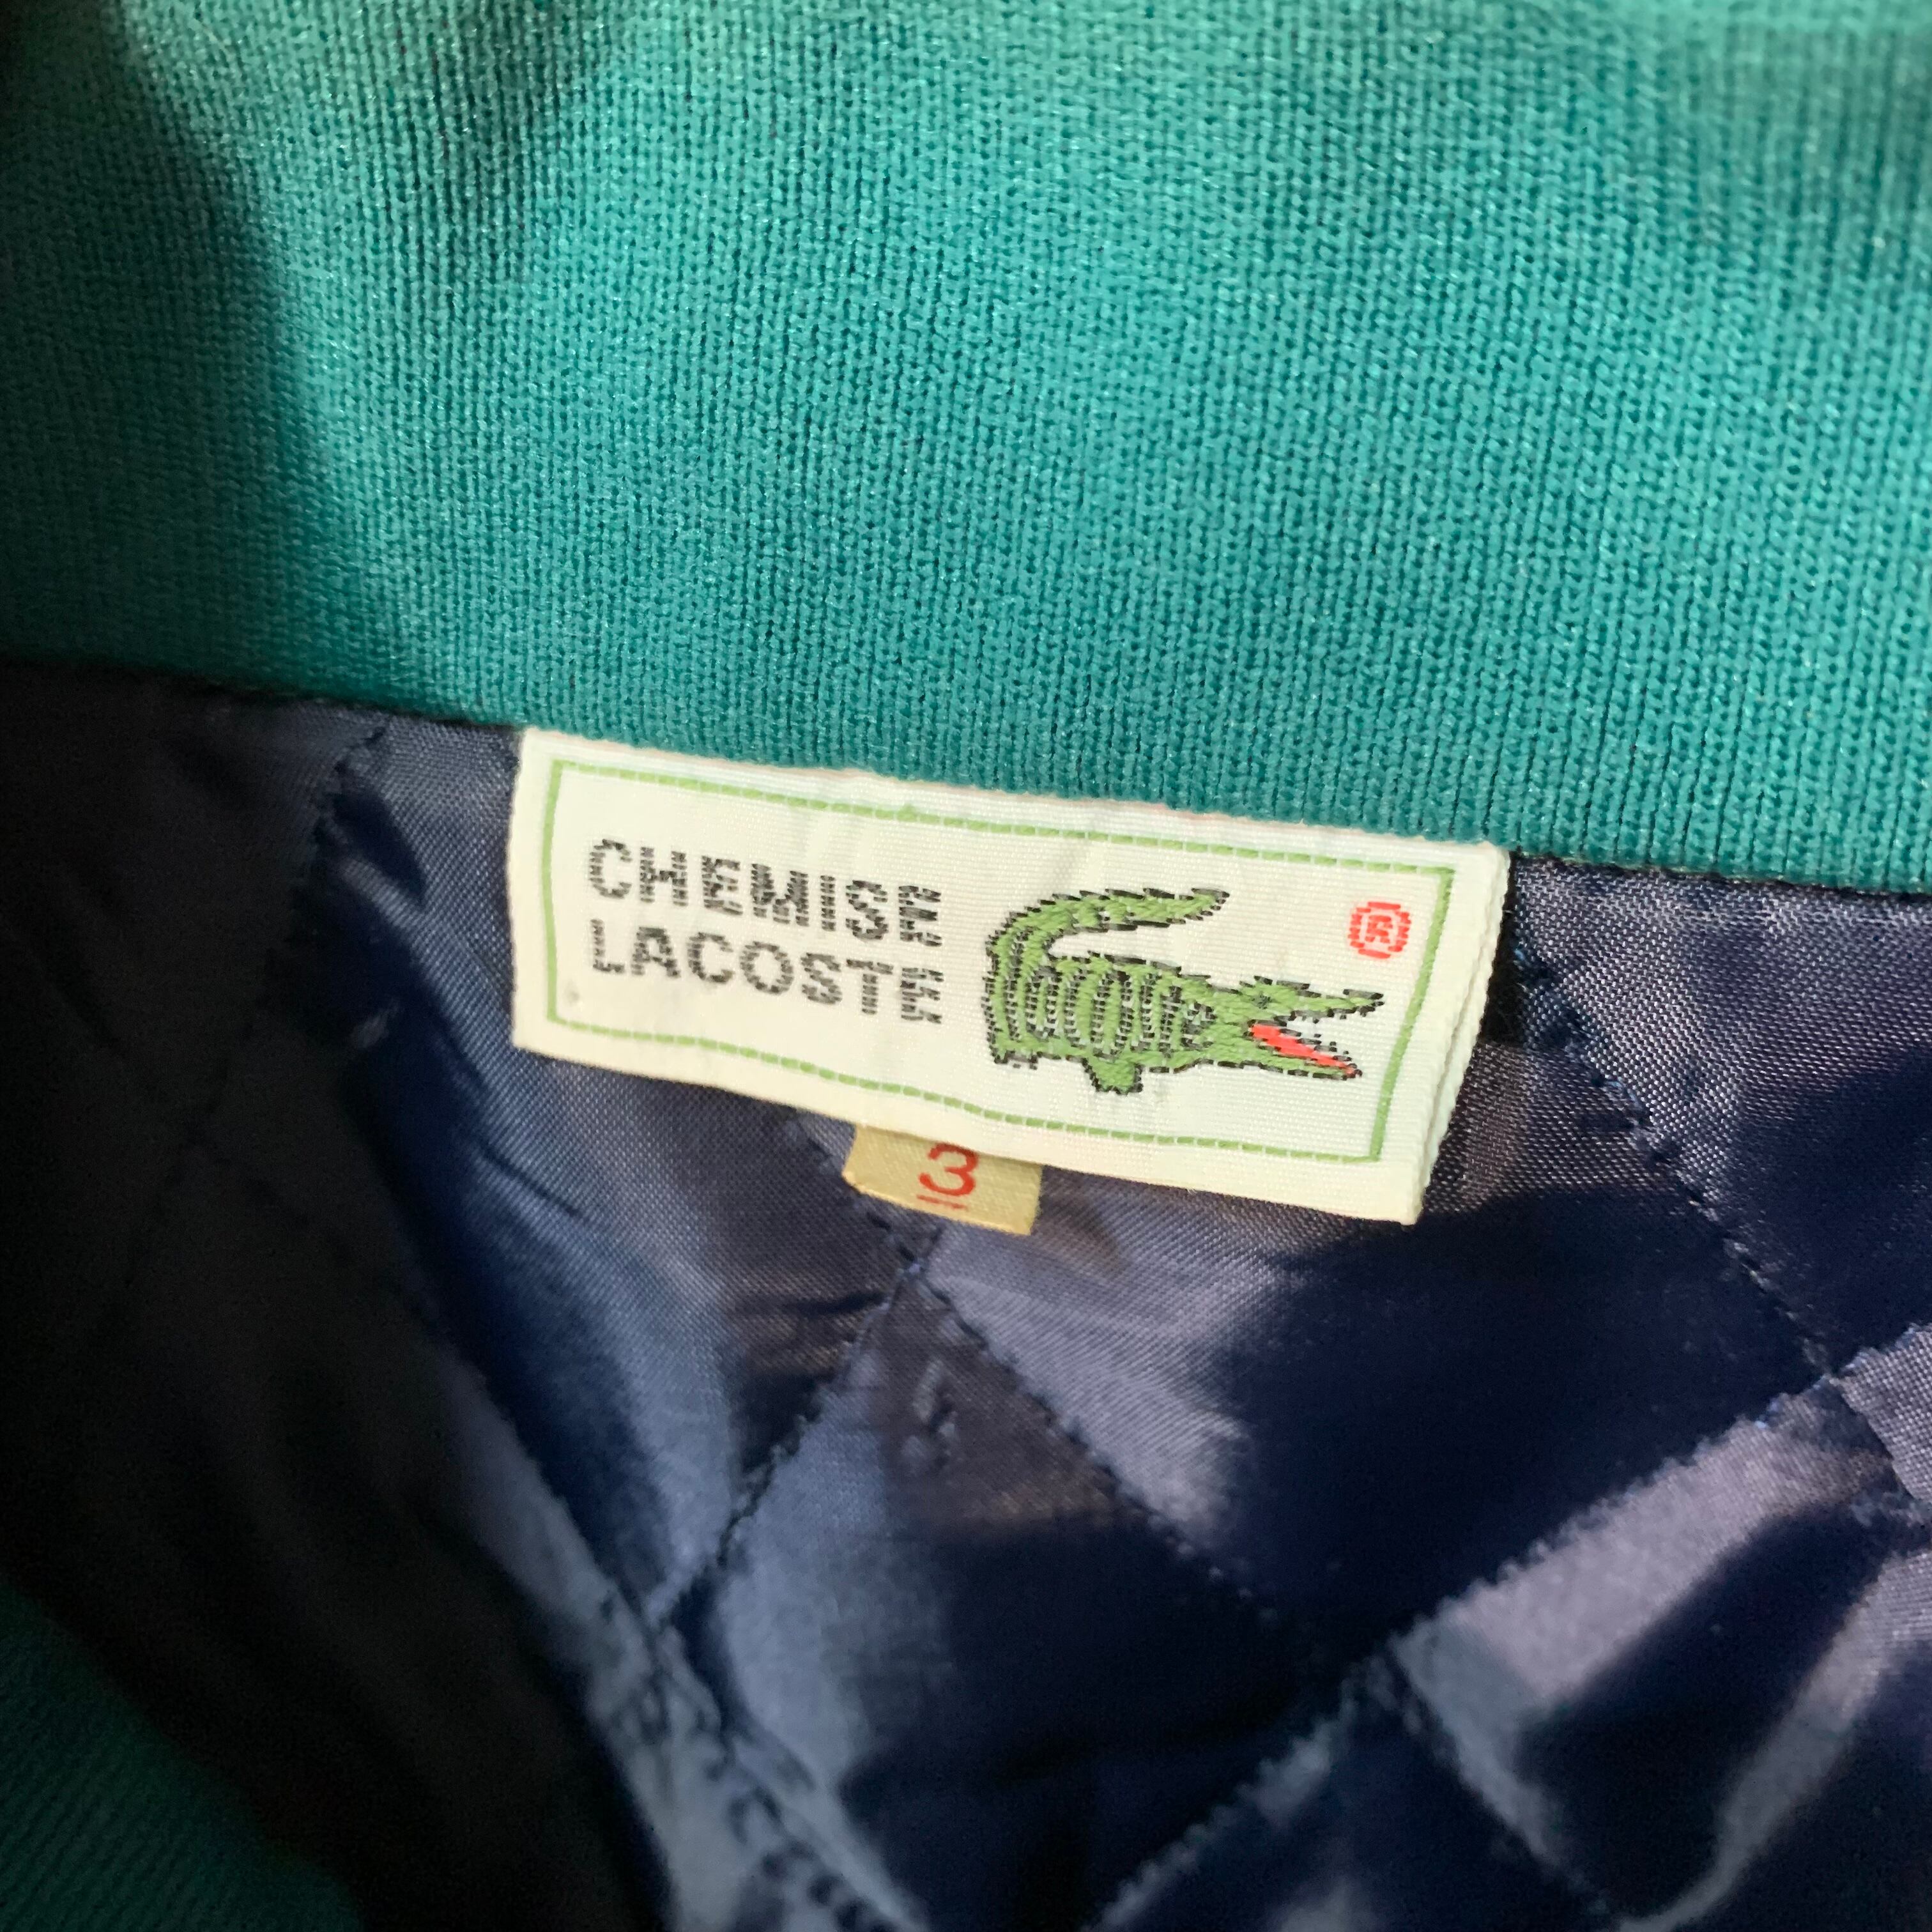 CHEMISE
LACOSTE
®
3